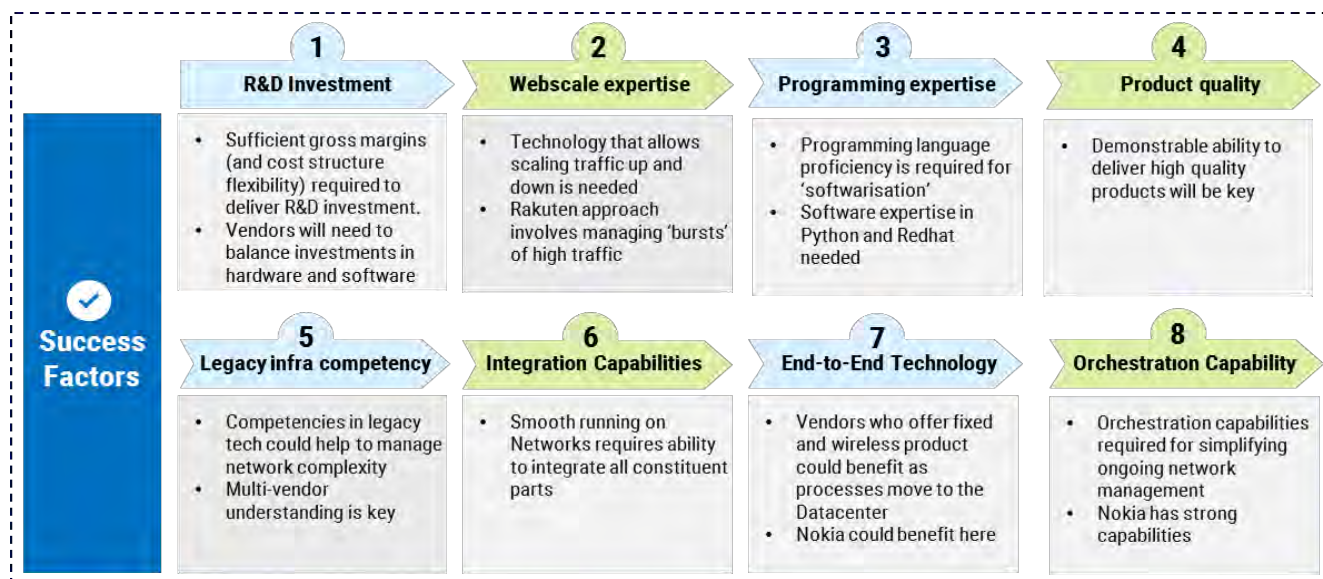 1
R&D Investment
• Sufficient gross margins
(and cost structure
flexibility) required to
deliver R&D investment.
• Vendors will need to
balance investments in
hardware and software
2
Webscale expertise
• Technology that allows
scaling traffic up and
down is needed
• Rakuten approach
involves managing ‘bursts’
of high traffic
3
Programming expertise
• Programming language
proficiency is required for
‘softwarisation’
• Software expertise in
Python and Redhat
needed
4
Product quality
• Demonstrable ability to
deliver high quality
products will be key
Success
Factors
5
Legacy infra competency
• Competencies in legacy
tech could help to manage
network complexity
• Multi-vendor
understanding is key
6
Integration Capabilities
• Smooth running on
Networks requires ability
to integrate all constituent
parts
7
End-to-End Technology
• Vendors who offer fixed
and wireless product
could benefit as
processes move to the
Datacenter
• Nokia could benefit here
8
Orchestration Capability
• Orchestration capabilities
required for simplifying
ongoing network
management
• Nokia has strong
capabilities